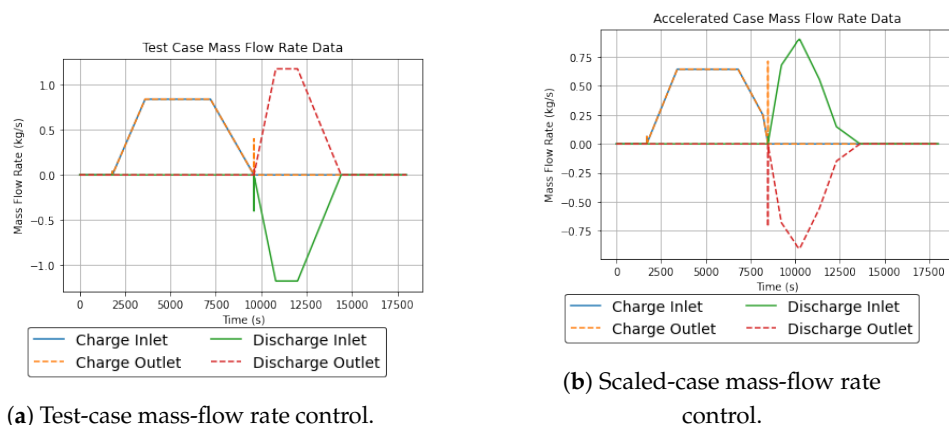 Test Case Mass Flow Rate Data
Mass Flow Rate (kg/s)
1.0
0.5
0.0
−0.5
−1.0
0 2500 5000 7500 10000 12500 15000 17500
Time (s)
Charge Inlet
Charge Outlet
Discharge Inlet
Discharge Outlet
(a) Test-case mass-flow rate control.
Accelerated Case Mass Flow Rate Data
Mass Flow Rate (kg/s)
0.75
0.50
0.25
0.00
−0.25
−0.50
−0.75
0 2500 5000 7500 10000 12500 15000 17500
Time (s)
Charge Inlet
Charge Outlet
Discharge Inlet
Discharge Outlet
(b) Scaled-case mass-flow rate
control.